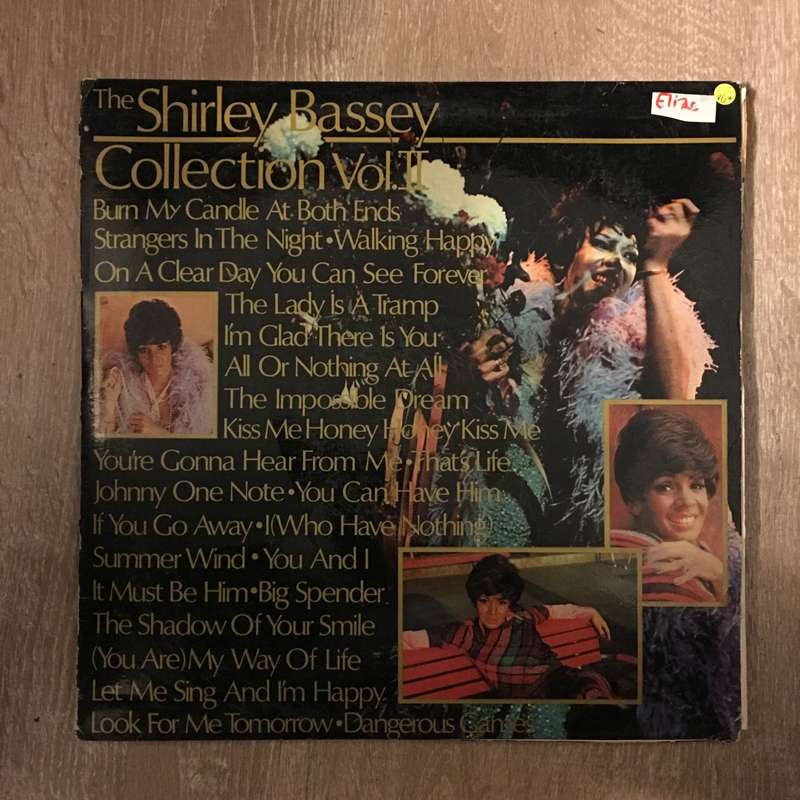 The Shirley Bassey
Collection Vol. II
Burn My Candle At Both Ends
Strangers In The Night • Walking Happy
On A Clear Day You Can See Forever
The Lady Is A Tramp
I'm Glad There Is You
All Or Nothing At All
The Impossible Dream
Kiss Me Honey Honey Kiss Me
You're Gonna Hear From Me • That's Life
Johnny One Note • You Can Have Him
If You Go Away • I (Who Have Nothing)
Summer Wind • You And I
It Must Be Him • Big Spender
The Shadow Of Your Smile
(You Are) My Way Of Life
Let Me Sing And I'm Happy
Look For Me Tomorrow • Dangerous Games
VG+